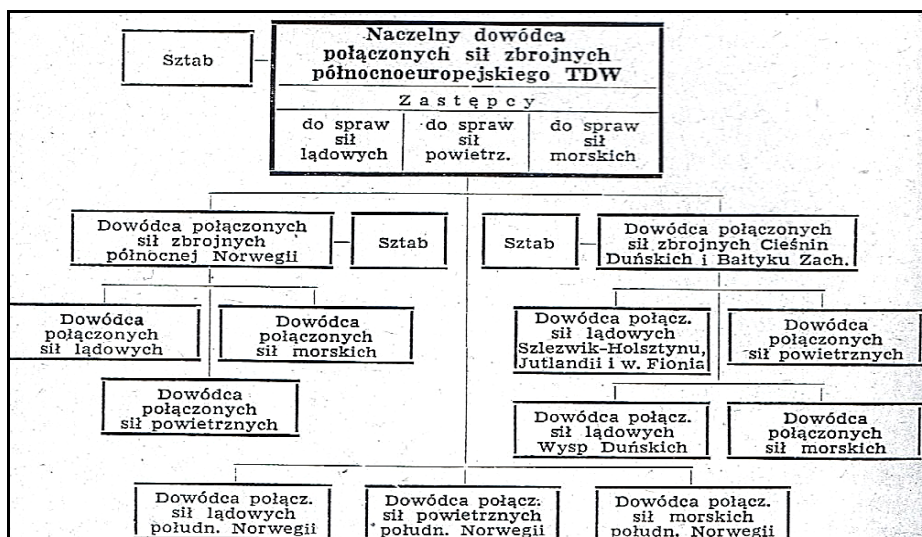 Sztab
Naczelny dowódca
połączonych sił zbrojnych
północnoeuropejskiego TDW
Zastępcy
do spraw
sił
lądowych
do spraw
sił
powietrz.
do spraw
sił
morskich
Dowódca połączonych
sił zbrojnych
północnej Norwegii
Sztab
Sztab
Dowódca połączonych
sił zbrojnych Cieśnin
Duńskich i Bałtyku Zach.
Dowódca
połączonych
sił lądowych
Dowódca
połączonych
sił morskich
Dowódca
połączonych
sił powietrznych
Dowódca połącz.
sił lądowych
Szlezwik-Holsztynu,
Jutlandii i w. Fionia
Dowódca
połączonych
sił powietrznych
Dowódca połącz.
sił lądowych
Wysp Duńskich
Dowódca
połączonych
sił morskich
Dowódca połącz.
sił lądowych
połudn. Norwegii
Dowódca połącz.
sił powietrznych
połudn. Norwegii
Dowódca połącz.
sił morskich
połudn. Norwegii